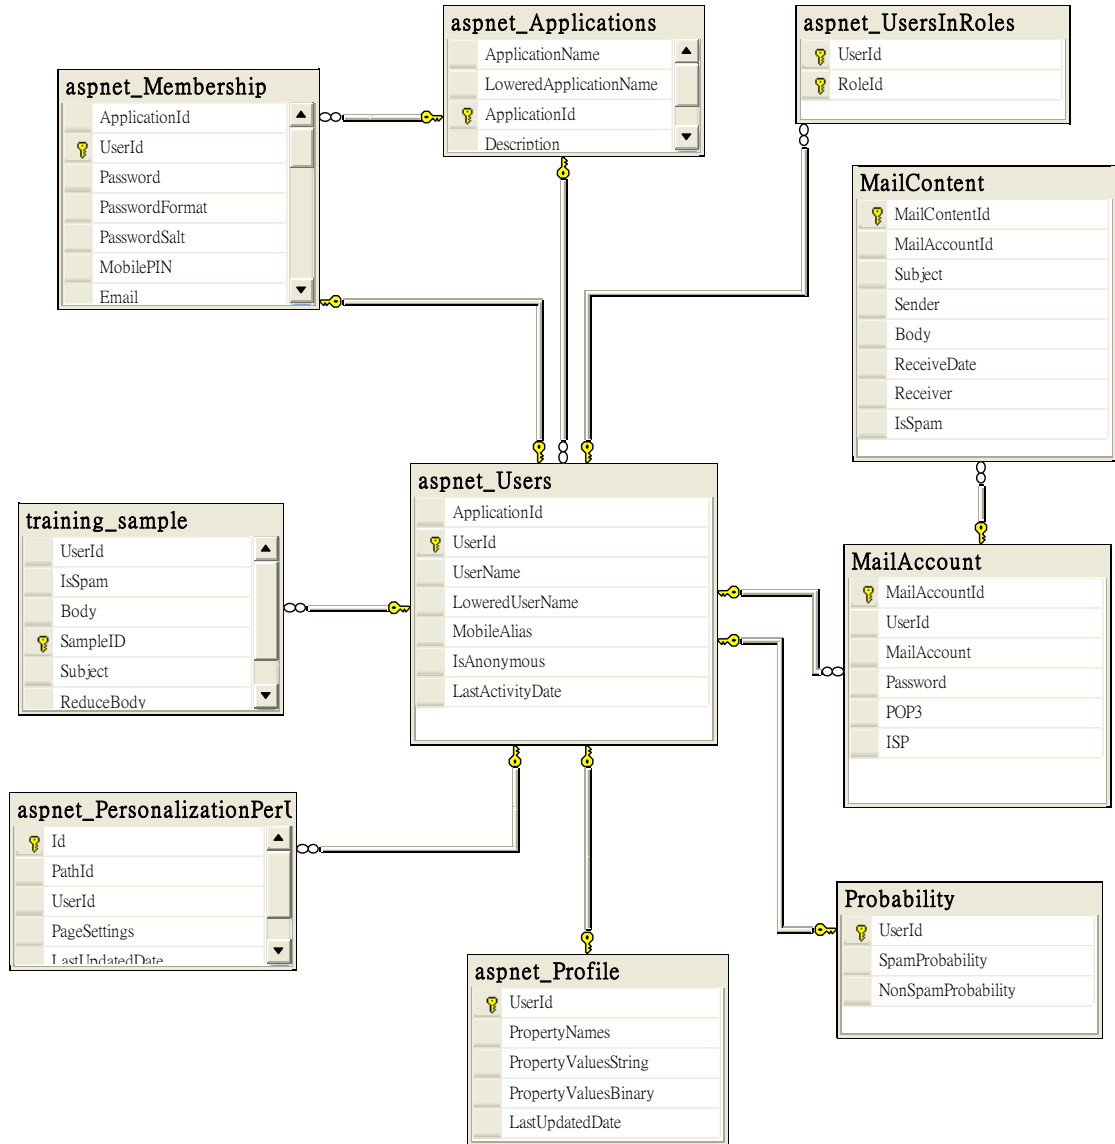 aspnet_Applications
ApplicationName
LoweredApplicationName
ApplicationId
Description
aspnet_UsersInRoles
UserId
RoleId
aspnet_Membership
ApplicationId
UserId
Password
PasswordFormat
PasswordSalt
MobilePIN
Email
MailContent
MailContentId
MailAccountId
Subject
Sender
Body
ReceiveDate
Receiver
IsSpam
aspnet_Users
ApplicationId
UserId
UserName
LoweredUserName
MobileAlias
IsAnonymous
LastActivityDate
training_sample
UserId
IsSpam
Body
SampleID
Subject
ReduceBody
MailAccount
MailAccountId
UserId
MailAccount
Password
POP3
ISP
aspnet_PersonalizationPerU
Id
PathId
UserId
PageSettings
LastUpdatedDate
Probability
UserId
SpamProbability
NonSpamProbability
aspnet_Profile
UserId
PropertyNames
PropertyValuesString
PropertyValuesBinary
LastUpdatedDate